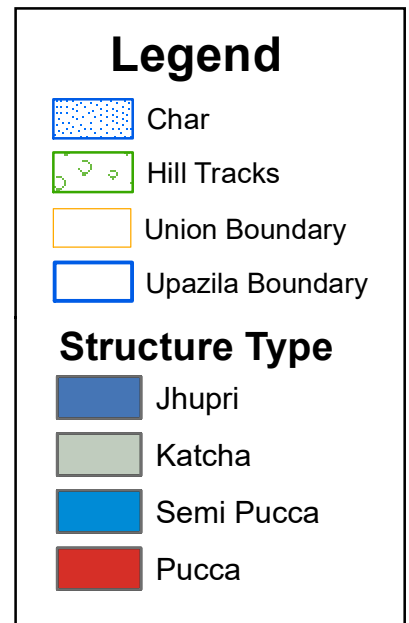 Legend
Char
Hill Tracks
Union Boundary
Upazila Boundary
Structure Type
Jhupri
Katcha
Semi Pucca
Pucca